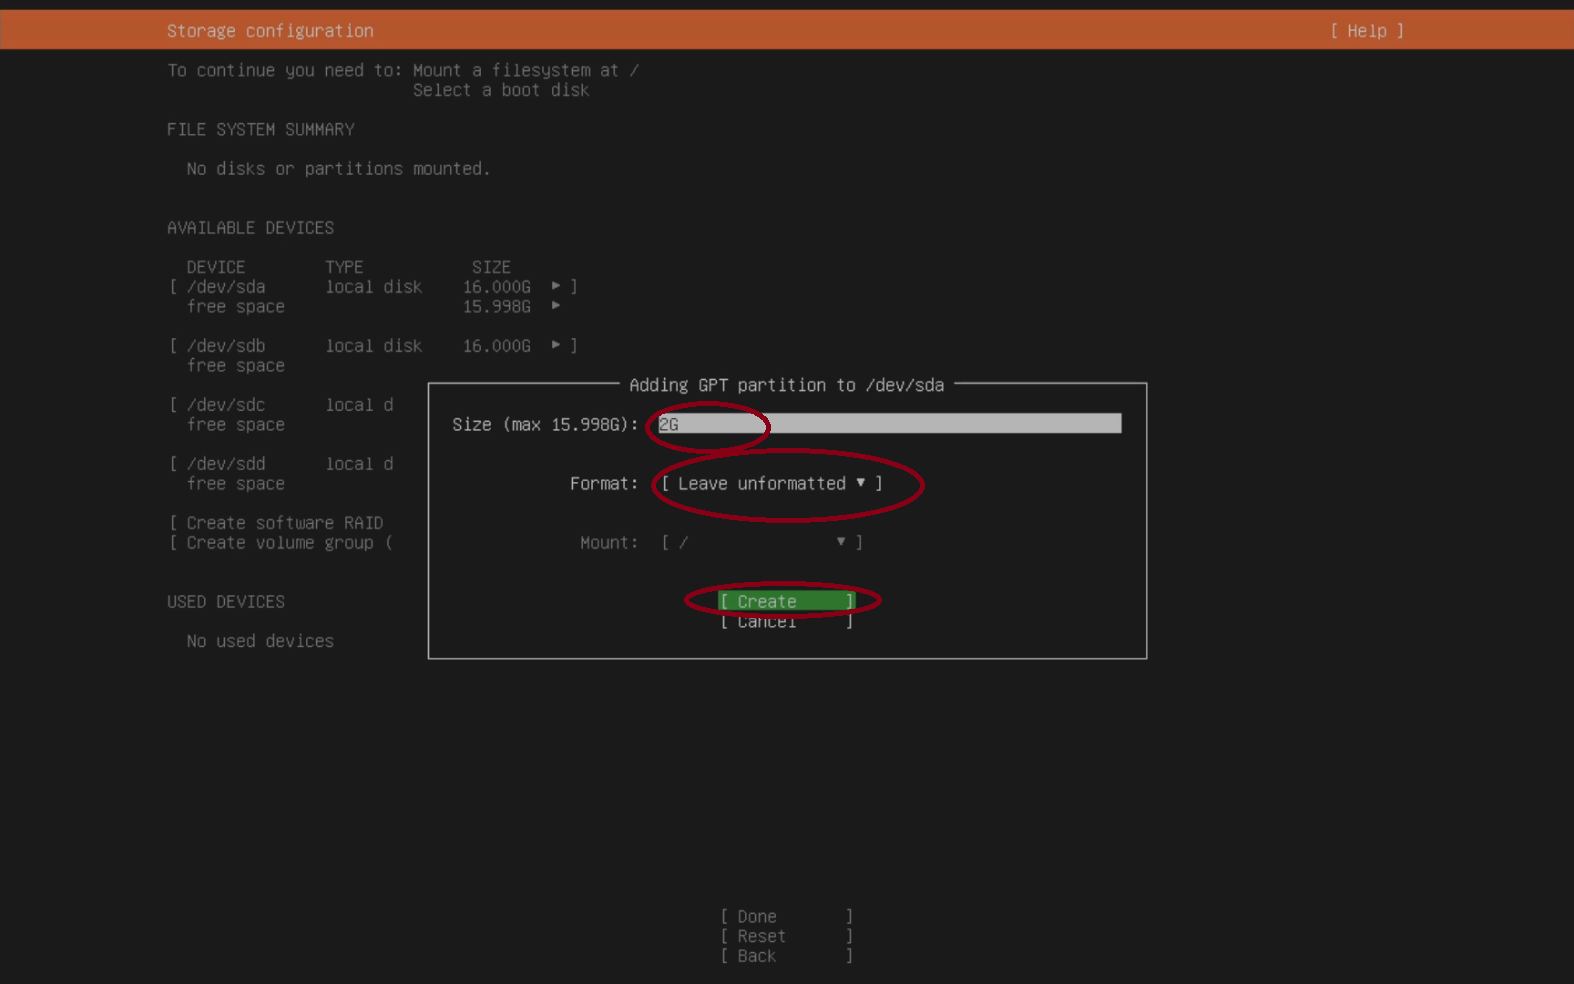 Storage configuration [ Help ]
To continue you need to: Mount a filesystem at /
Select a boot disk
FILE SYSTEM SUMMARY
No disks or partitions mounted.
AVAILABLE DEVICES
DEVICE TYPE SIZE
[ /dev/sda local disk 16.000G ▶ ]
free space 15.998G ▶
[ /dev/sdb local disk 16.000G ▶ ]
free space
[ /dev/sdc local d
free space
[ /dev/sdd local d
free space
[ Create software RAID
[ Create volume group (
USED DEVICES
No used devices
Adding GPT partition to /dev/sda
Size (max 15.998G): 2G
Format: [ Leave unformatted ▼ ]
Mount: [ / ▼ ]
[ Create ]
[ Cancel ]
[ Done ]
[ Reset ]
[ Back ]